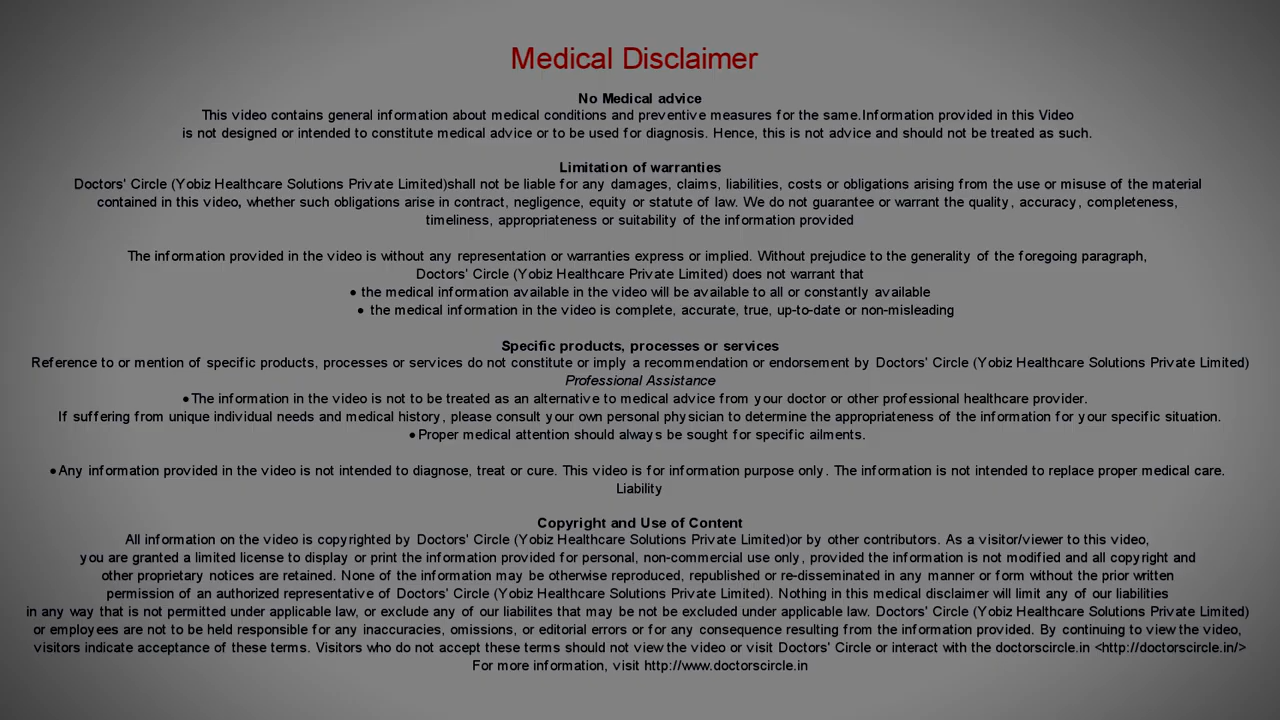 Medical Disclaimer
No Medical advice
This video contains general information about medical conditions and preventive measures for the same.Information provided in this Video
is not designed or intended to constitute medical advice or to be used for diagnosis. Hence, this is not advice and should not be treated as such.
Limitation of warranties
Doctors' Circle (Yobiz Healthcare Solutions Private Limited)shall not be liable for any damages, claims, liabilities, costs or obligations arising from the use or misuse of the material
contained in this video, whether such obligations arise in contract, negligence, equity or statute of law. We do not guarantee or warrant the quality, accuracy, completeness,
timeliness, appropriateness or suitability of the information provided
The information provided in the video is without any representation or warranties express or implied. Without prejudice to the generality of the foregoing paragraph,
Doctors' Circle (Yobiz Healthcare Private Limited) does not warrant that
• the medical information available in the video will be available to all or constantly available
• the medical information in the video is complete, accurate, true, up-to-date or non-misleading
Specific products, processes or services
Reference to or mention of specific products, processes or services do not constitute or imply a recommendation or endorsement by Doctors' Circle (Yobiz Healthcare Solutions Private Limited)
Professional Assistance
•The information in the video is not to be treated as an alternative to medical advice from your doctor or other professional healthcare provider.
If suffering from unique individual needs and medical history, please consult your own personal physician to determine the appropriateness of the information for your specific situation.
•Proper medical attention should always be sought for specific ailments.
•Any information provided in the video is not intended to diagnose, treat or cure. This video is for information purpose only. The information is not intended to replace proper medical care.
Liability
Copyright and Use of Content
All information on the video is copyrighted by Doctors' Circle (Yobiz Healthcare Solutions Private Limited)or by other contributors. As a visitor/viewer to this video,
you are granted a limited license to display or print the information provided for personal, non-commercial use only, provided the information is not modified and all copyright and
other proprietary notices are retained. None of the information may be otherwise reproduced, republished or re-disseminated in any manner or form without the prior written
permission of an authorized representative of Doctors' Circle (Yobiz Healthcare Solutions Private Limited). Nothing in this medical disclaimer will limit any of our liabilities
in any way that is not permitted under applicable law, or exclude any of our liabilites that may be not be excluded under applicable law. Doctors' Circle (Yobiz Healthcare Solutions Private Limited)
or employees are not to be held responsible for any inaccuracies, omissions, or editorial errors or for any consequence resulting from the information provided. By continuing to view the video,
visitors indicate acceptance of these terms. Visitors who do not accept these terms should not view the video or visit Doctors' Circle or interact with the doctorscircle.in <http://doctorscircle.in/>
For more information, visit http://www.doctorscircle.in